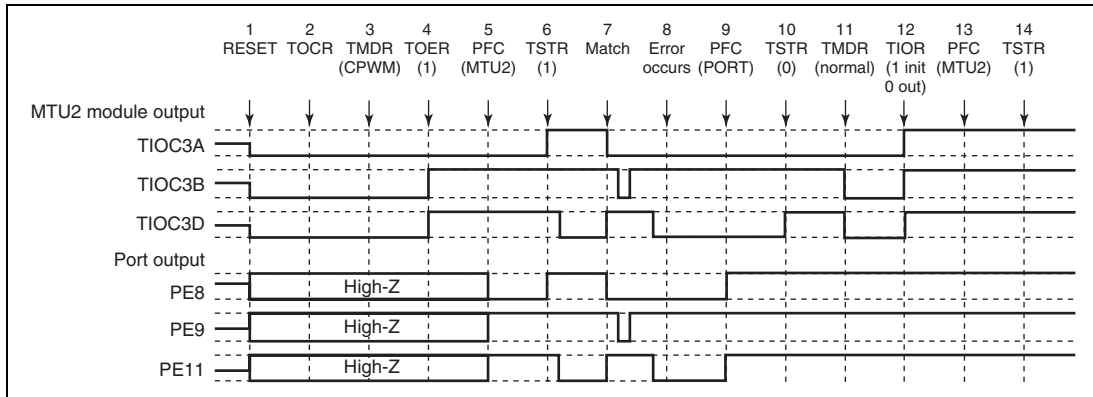 1 2 3 4 5 6 7 8 9 10 11 12 13 14
RESET TOCR TMDR TOER PFC TSTR Match Error PFC TSTR TMDR TIOR PFC TSTR
(CPWM) (1) (MTU2) (1) occurs (PORT) (0) (normal) (1 init (MTU2) (1)
0 out)
MTU2 module output
TIOC3A
TIOC3B
TIOC3D
Port output
PE8 High-Z
PE9 High-Z
PE11 High-Z